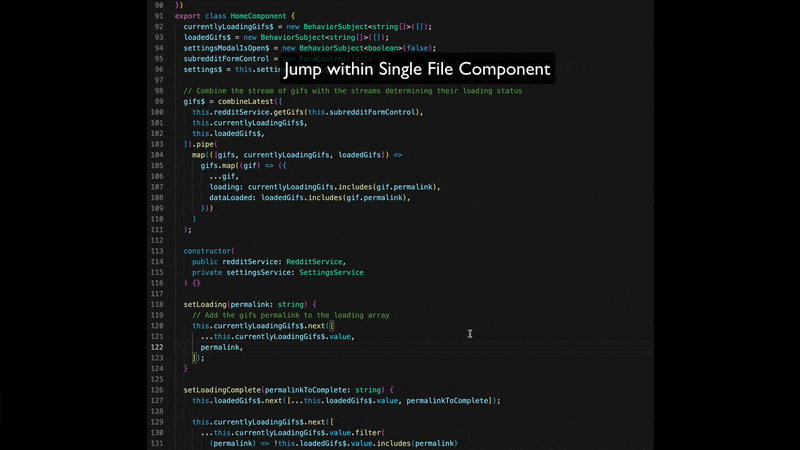 90 })
91 export class HomeComponent {
92 currentlyLoadingGifs$ = new BehaviorSubject<string[]>([]);
93 loadedGifs$ = new BehaviorSubject<string[]>([]);
94 settingsModalIsOpen$ = new BehaviorSubject<boolean>(false);
95 subredditFormControl =
Jump within Single File Component
96 settings$ = this.
97
98 // Combine the stream of gifs with the streams determining their loading status
99 gifs$ = combineLatest([
100 this.redditService.getGifs(this.subredditFormControl),
101 this.currentlyLoadingGifs$,
102 this.loadedGifs$,
103 ]).pipe(
104 map(([gifs, currentlyLoadingGifs, loadedGifs]) =>
105 gifs.map((gif) => ({
106 ...gif,
107 loading: currentlyLoadingGifs.includes(gif.permalink),
108 dataLoaded: loadedGifs.includes(gif.permalink),
109 }))
110 )
111 );
112
113 constructor(
114 public redditService: RedditService,
115 private settingsService: SettingsService
116 ) {}
117
118 setLoading(permalink: string) {
119 // Add the gifs permalink to the loading array
120 this.currentlyLoadingGifs$.next([
121 ...this.currentlyLoadingGifs$.value,
122 permalink,
123 ]);
124 }
125
126 setLoadingComplete(permalinkToComplete: string) {
127 this.loadedGifs$.next([...this.loadedGifs$.value, permalinkToComplete]);
128
129 this.currentlyLoadingGifs$.next([
130 ...this.currentlyLoadingGifs$.value.filter(
131 (permalink) => !this.loadedGifs$.value.includes(permalink)